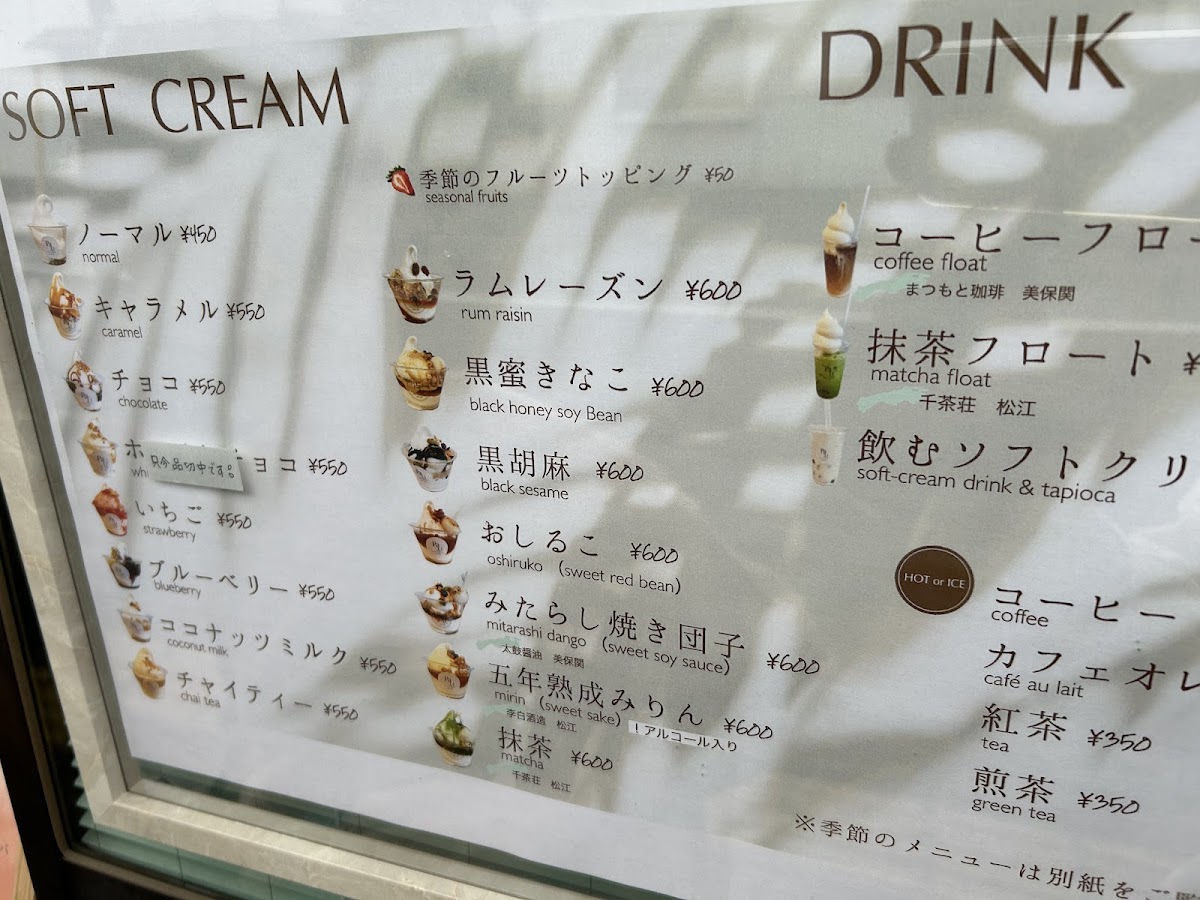 SOFT CREAM
ノーマル ¥450
normal
キャラメル ¥550
caramel
チョコ ¥550
chocolate
ホ ョコ ¥550
只今品切中です。
whi
いちご ¥550
strawberry
ブルーベリー ¥550
blueberry
ココナッツミルク ¥550
coconut milk
チャイティー ¥550
chai tea
季節のフルーツトッピング ¥50
seasonal fruits
ラムレーズン ¥600
rum raisin
黒蜜きなこ ¥600
black honey soy Bean
黒胡麻 ¥600
black sesame
おしるこ ¥600
oshiruko (sweet red bean)
みたらし焼き団子 ¥600
mitarashi dango (sweet soy sauce)
太鼓醤油 美保関
五年熟成みりん ¥600
mirin (sweet sake)
!アルコール入り
李白酒造 松江
抹茶 ¥600
matcha
千茶荘 松江
DRINK
コーヒーフロー
coffee float
まつもと珈琲 美保関
抹茶フロート ¥
matcha float
千茶荘 松江
飲むソフトクリ
soft-cream drink & tapioca
HOT or ICE
コーヒー
coffee
カフェオレ
café au lait
紅茶 ¥350
tea
煎茶 ¥350
green tea
※季節のメニューは別紙をご